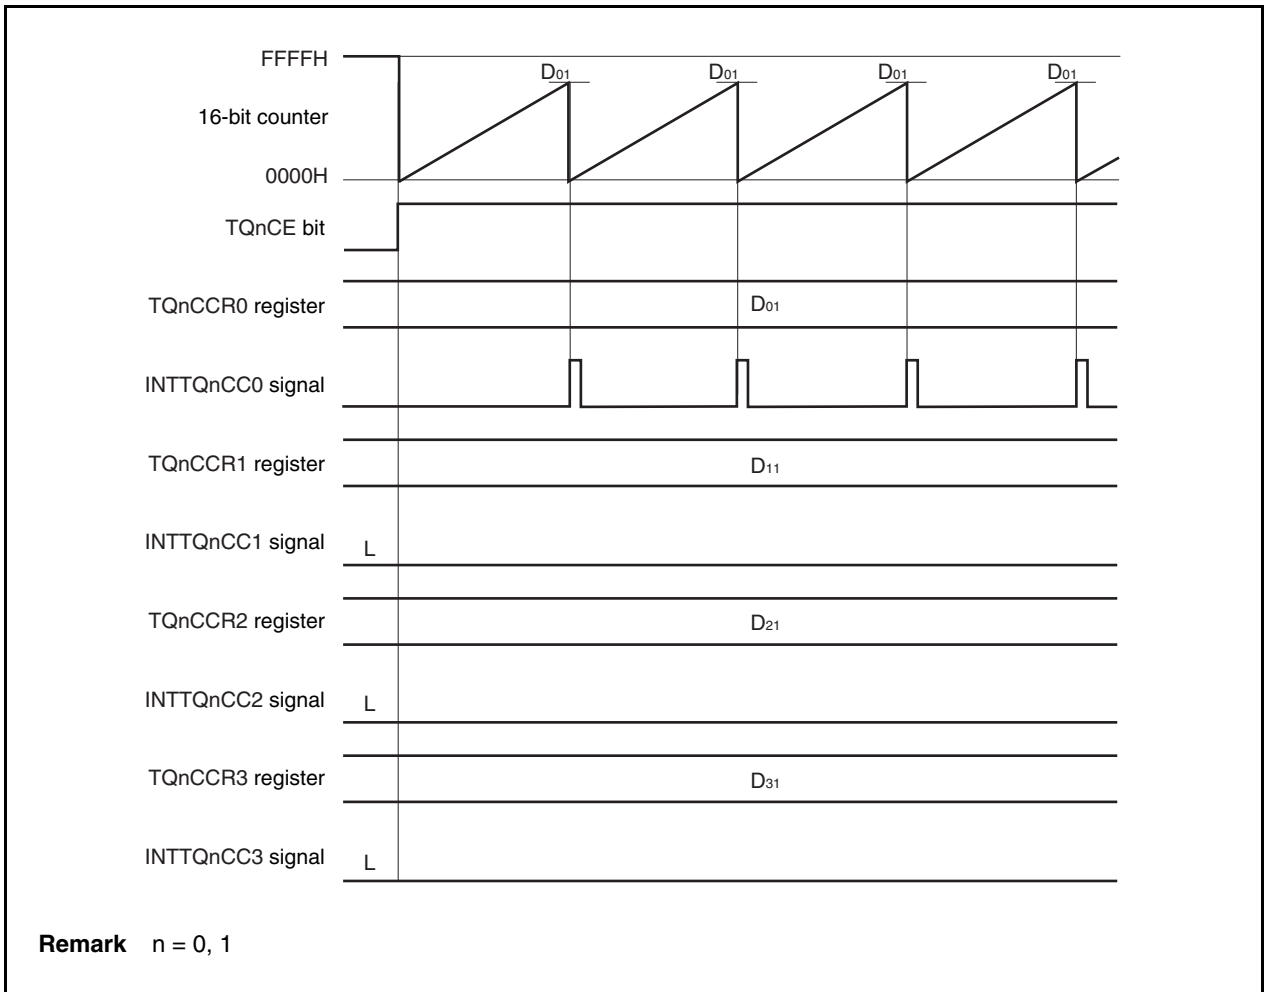 FFFFH
D01 D01 D01 D01
16-bit counter
0000H
TQnCE bit
TQnCCR0 register D01
INTTQnCC0 signal
TQnCCR1 register D11
INTTQnCC1 signal L
TQnCCR2 register D21
INTTQnCC2 signal L
TQnCCR3 register D31
INTTQnCC3 signal L
Remark n = 0, 1